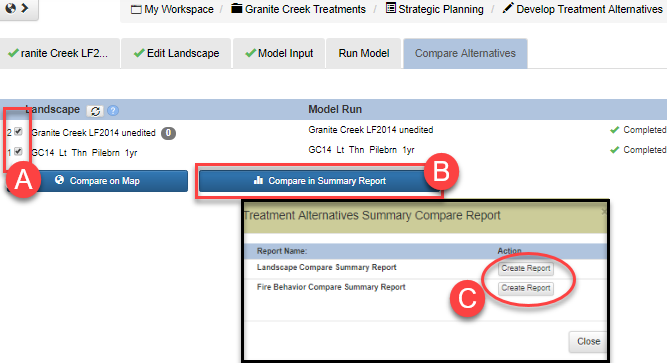 My Workspace / Granite Creek Treatments / Strategic Planning / Develop Treatment Alternatives
ranite Creek LF2... Edit Landscape Model Input Run Model Compare Alternatives
Landscape ? Model Run
2 Granite Creek LF2014 unedited 0 Granite Creek LF2014 unedited Completed
1 GC14 Lt Thn Pilebrn 1yr GC14 Lt Thn Pilebrn 1yr Completed
A Compare on Map Compare in Summary Report B
Treatment Alternatives Summary Compare Report
Report Name: Action
Landscape Compare Summary Report Create Report
Fire Behavior Compare Summary Report Create Report
C
Close